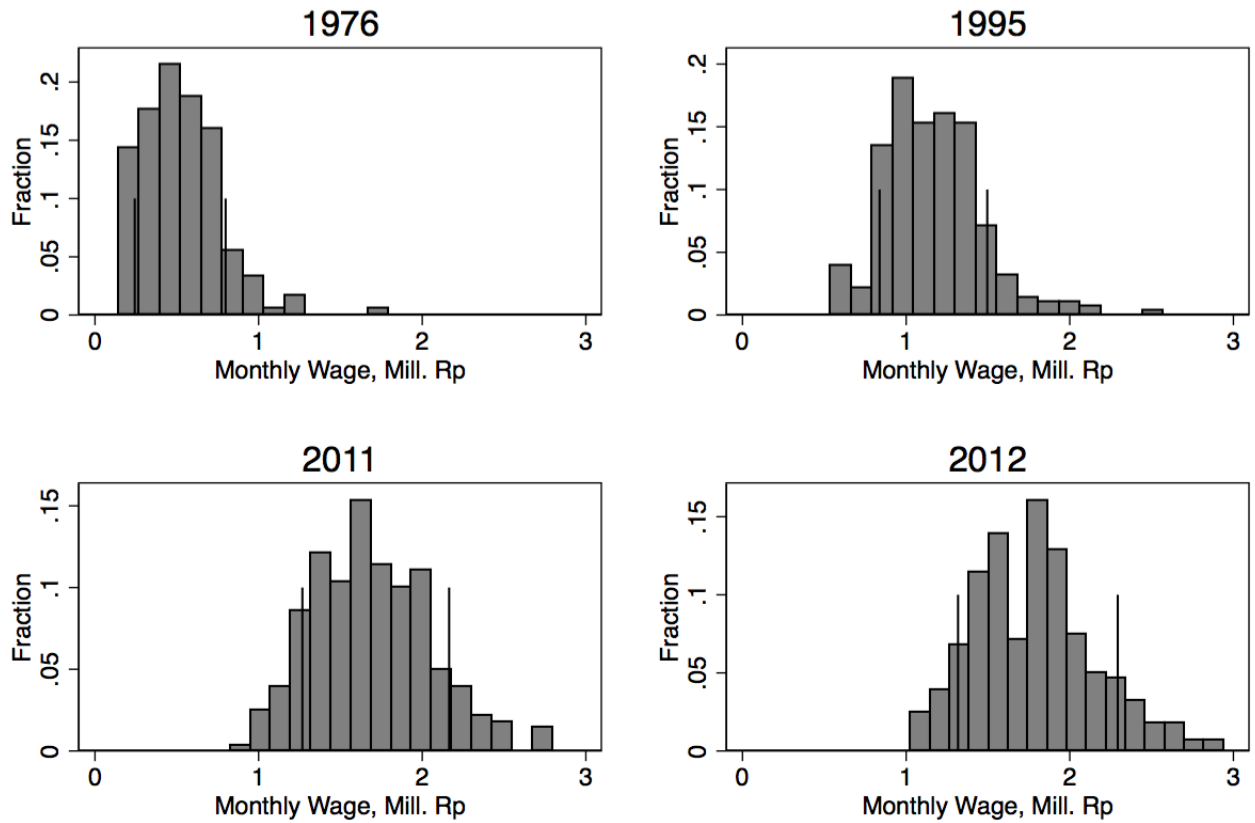 1976
.2
.15
.1
.05
0
Fraction
0 1 2 3
Monthly Wage, Mill. Rp
1995
.2
.15
.1
.05
0
Fraction
0 1 2 3
Monthly Wage, Mill. Rp
2011
.15
.1
.05
0
Fraction
0 1 2 3
Monthly Wage, Mill. Rp
2012
.15
.1
.05
0
Fraction
0 1 2 3
Monthly Wage, Mill. Rp